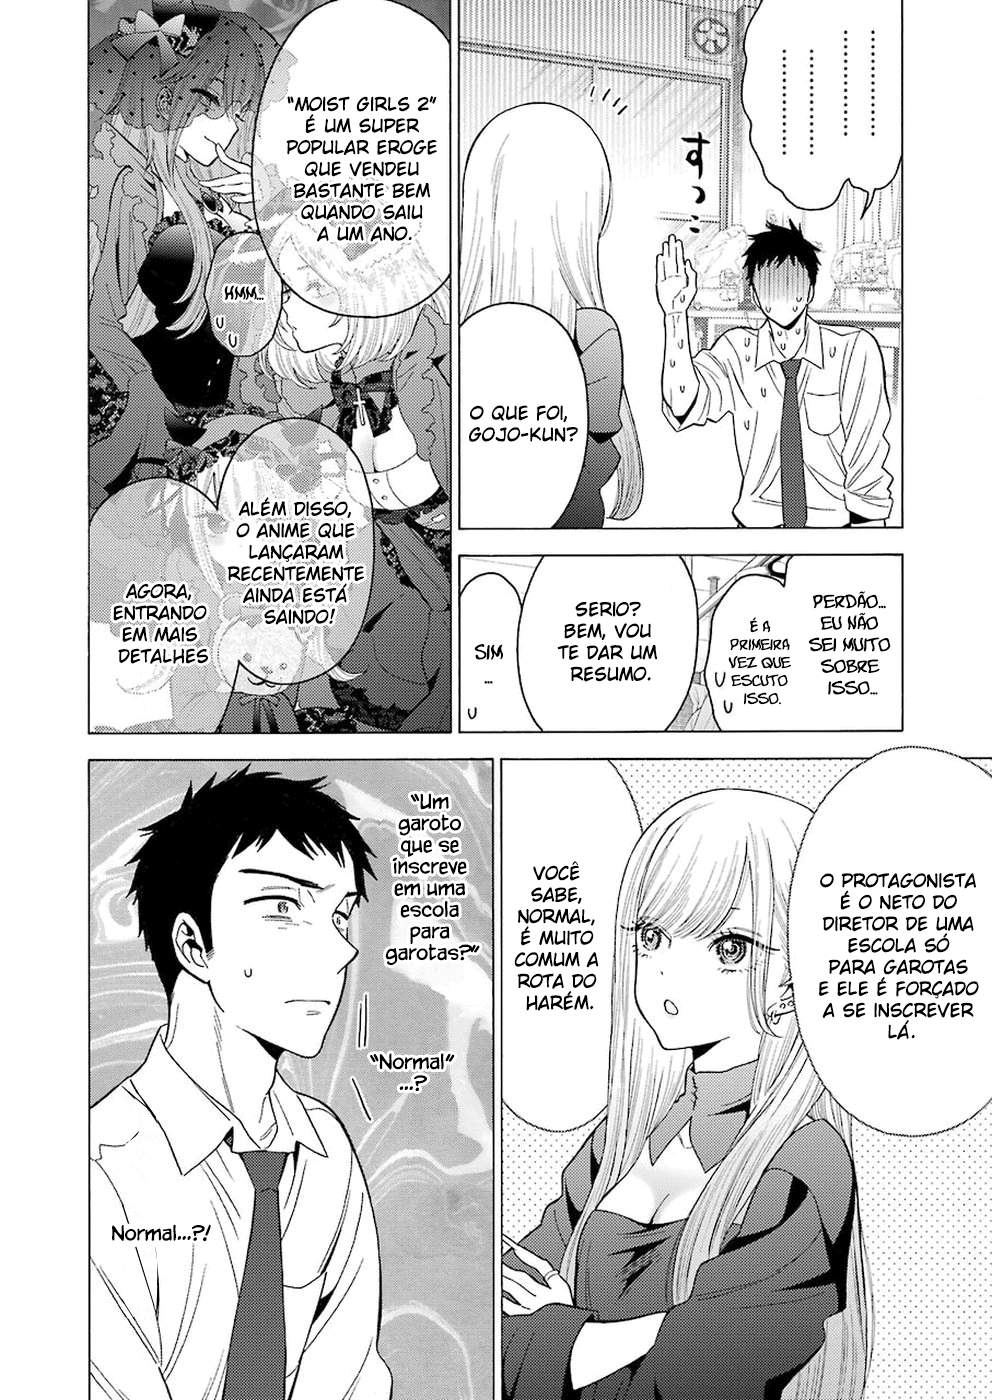 ...........
...........
...........
...........
すっ…
O QUE FOI,
GOJO-KUN?
PERDÃO...
EU NÃO
SEI MUITO
SOBRE
ISSO...
É A
PRIMEIRA
VEZ QUE
ESCUTO
ISSO.
SERIO?
BEM, VOU
TE DAR UM
RESUMO.
SIM
...
"MOIST GIRLS 2"
É UM SUPER
POPULAR EROGE
QUE VENDEU
BASTANTE BEM
QUANDO SAIU
A UM ANO.
HMM...
ALÉM DISSO,
O ANIME QUE
LANÇARAM
RECENTEMENTE
AINDA ESTÁ
SAINDO!
AGORA,
ENTRANDO
EM MAIS
DETALHES
O PROTAGONISTA
É O NETO DO
DIRETOR DE UMA
ESCOLA SÓ
PARA GAROTAS
E ELE É FORÇADO
A SE INSCREVER
LÁ.
VOCÊ
SABE,
NORMAL,
É MUITO
COMUM A
ROTA DO
HARÉM.
"Um
garoto
que se
ínscreve
em uma
escola
para
garotas?"
"Normal"
...?
Normal...?!